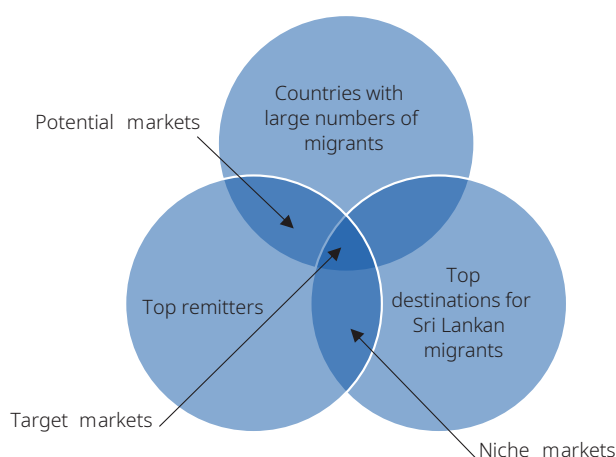 Countries with
large numbers of
migrants
Potential markets
Top remitters
Top
destinations for
Sri Lankan
migrants
Target markets
Niche markets